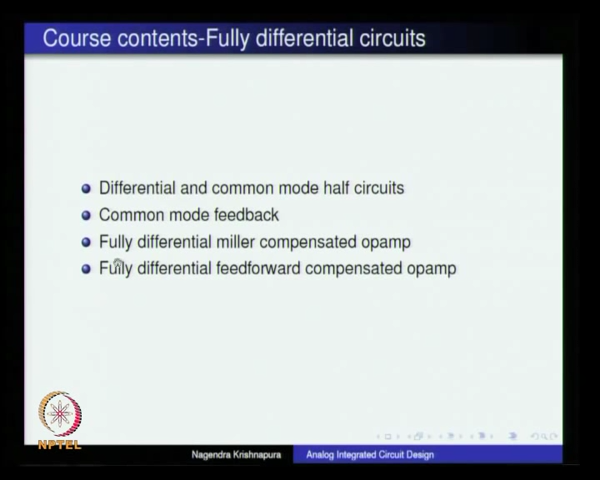 Course contents-Fully differential circuits
Differential and common mode half circuits
Common mode feedback
Fully differential miller compensated opamp
Fully differential feedforward compensated opamp
NPTEL
Nagendra Krishnapura Analog Integrated Circuit Design